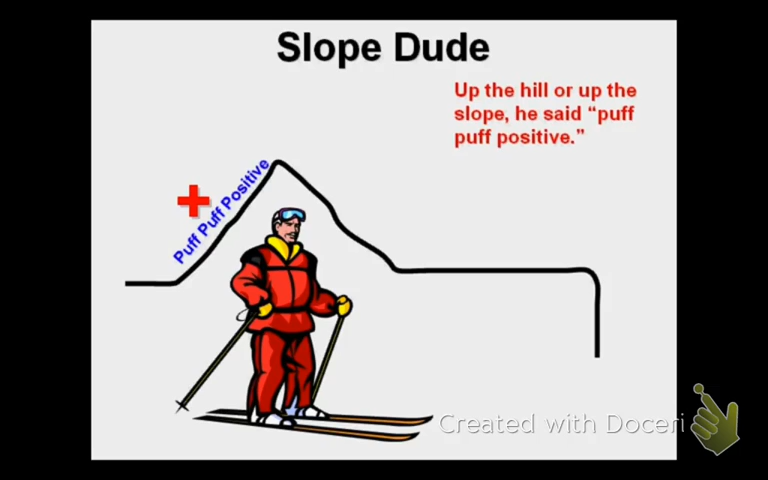 Slope Dude
Up the hill or up the
slope, he said “puff
puff positive.”
Puff Puff Positive
Created with Doceri